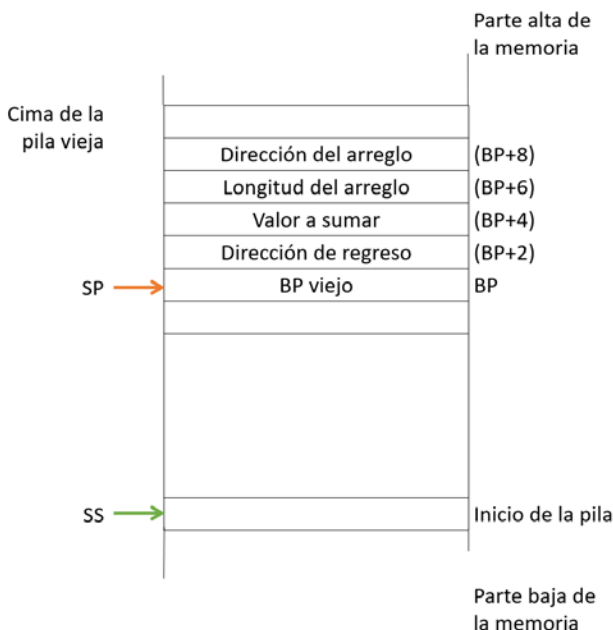 Parte alta de
la memoria
Cima de la
pila vieja
Dirección del arreglo (BP+8)
Longitud del arreglo (BP+6)
Valor a sumar (BP+4)
Dirección de regreso (BP+2)
SP BP viejo BP
SS Inicio de la pila
Parte baja de
la memoria